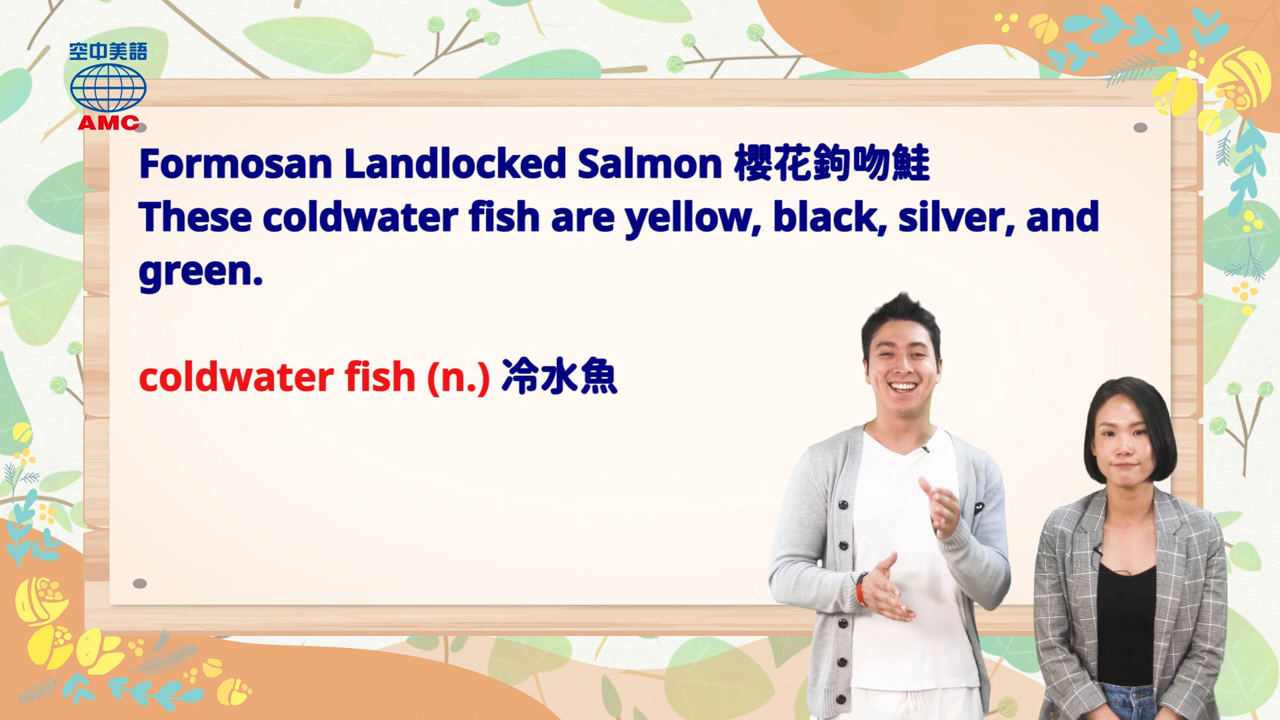 空中美語
AMC
Formosan Landlocked Salmon 櫻花鉤吻鮭
These coldwater fish are yellow, black, silver, and
green.
coldwater fish (n.) 冷水魚